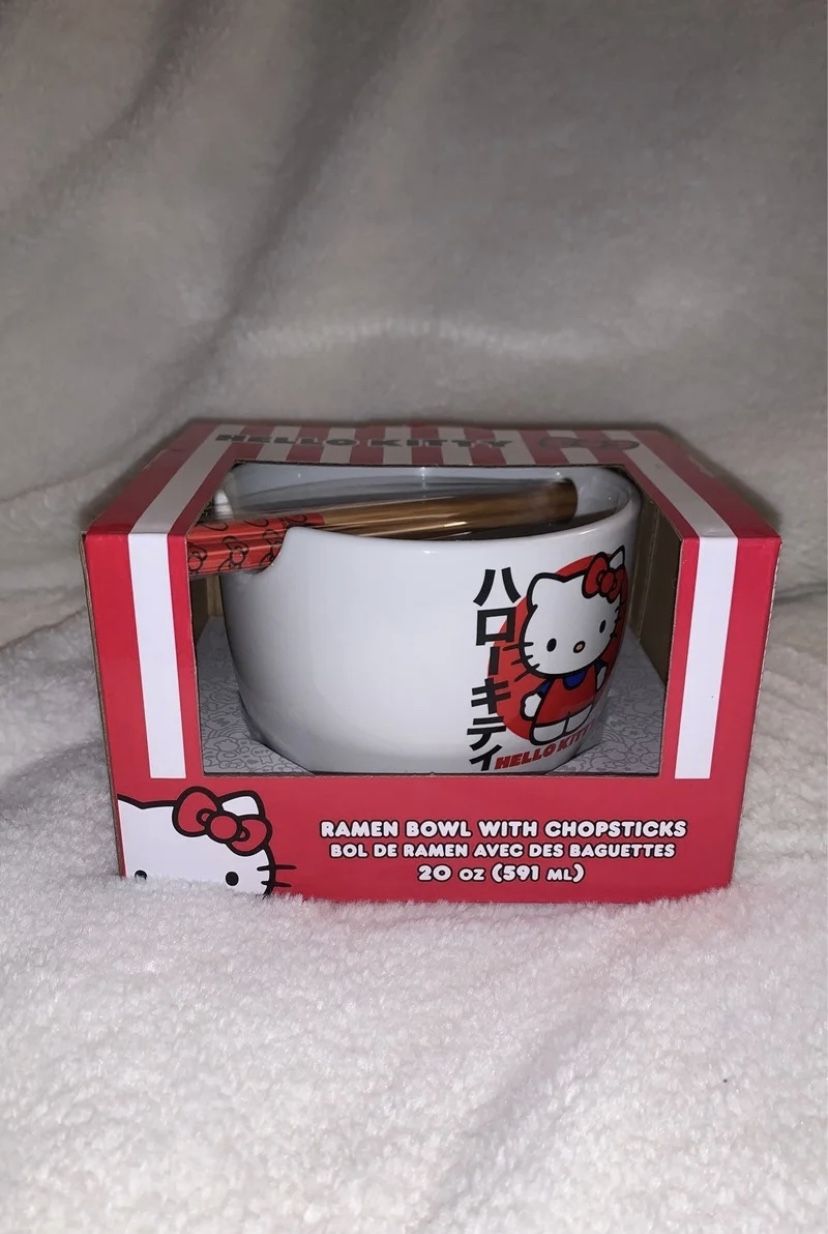 HELLO KITTY
ハローキティ
HELLO KITTY
RAMEN BOWL WITH CHOPSTICKS
BOL DE RAMEN AVEC DES BAGUETTES
20 OZ (591 ML)